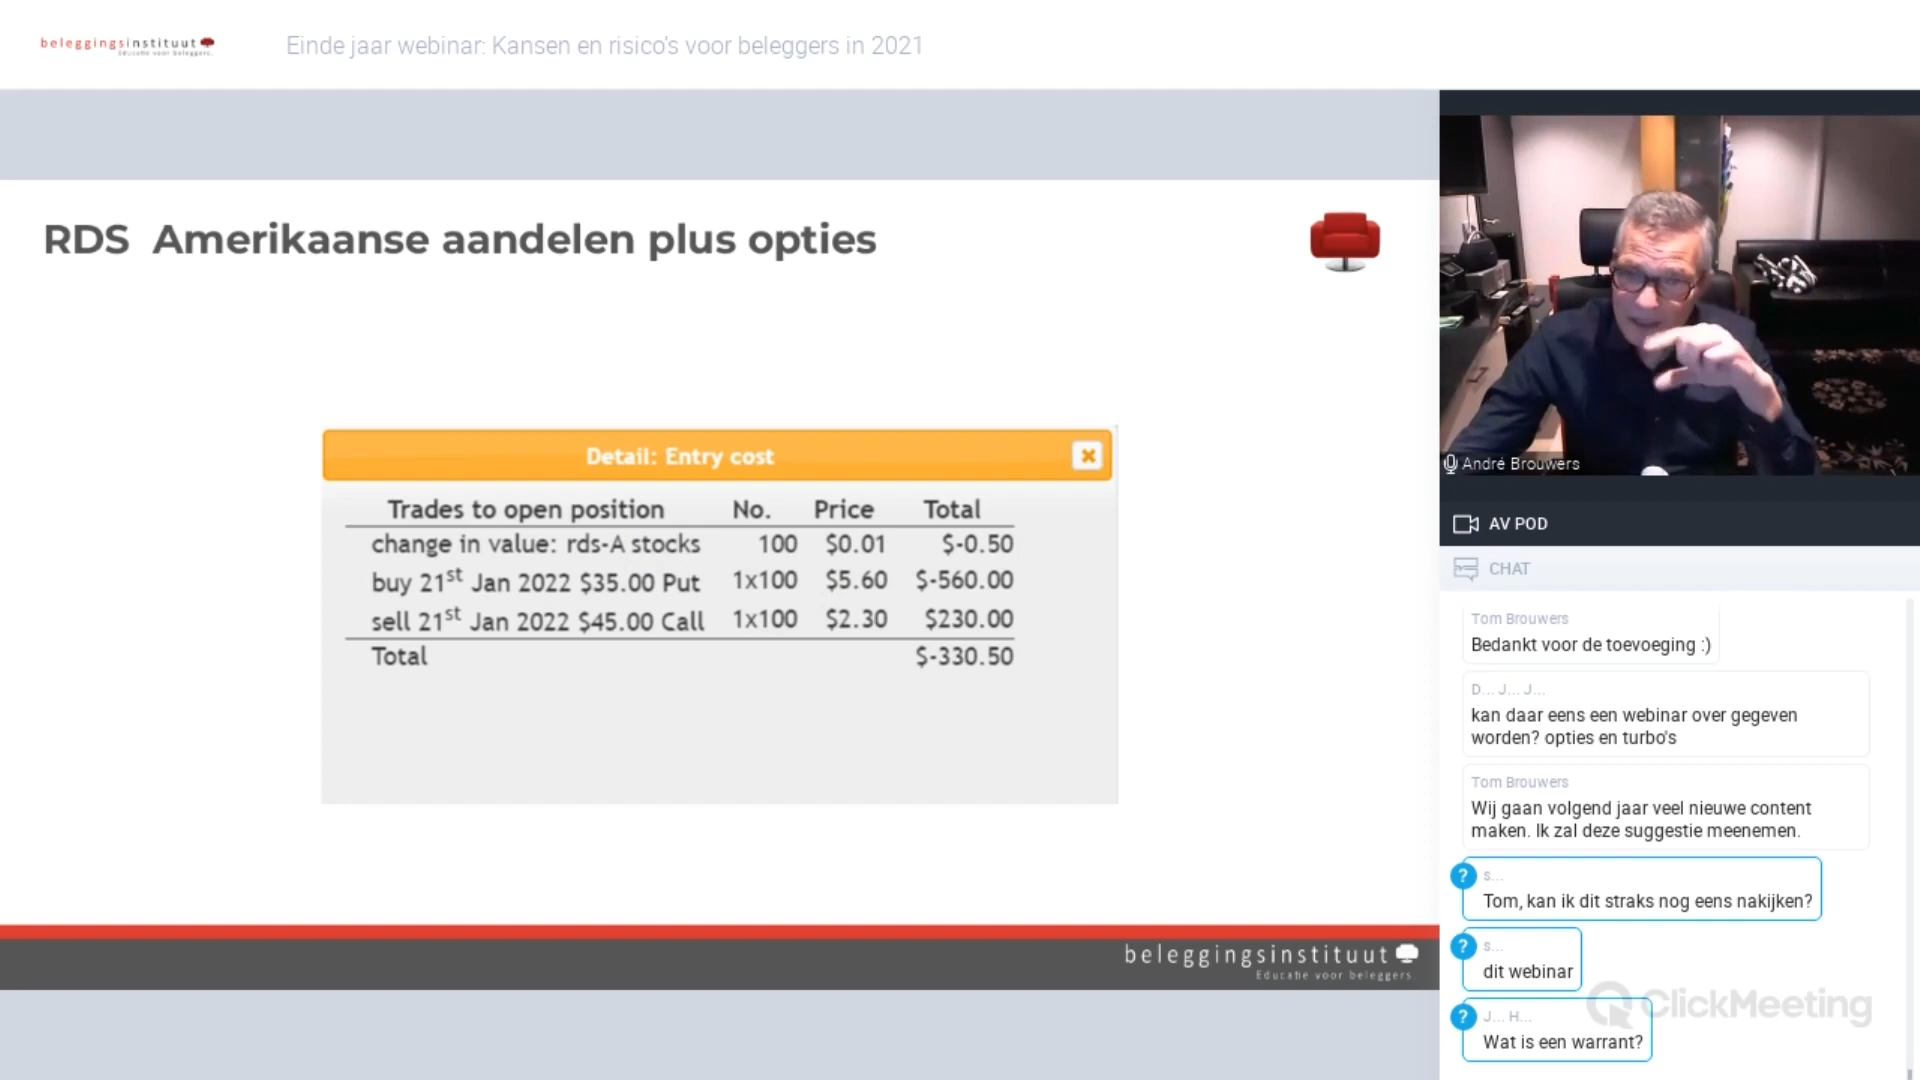 beleggingsinstituut
Educatie voor beleggers.
Einde jaar webinar: Kansen en risico's voor beleggers in 2021
RDS Amerikaanse aandelen plus opties
Detail: Entry cost
Trades to open position No. Price Total
change in value: rds-A stocks 100 $0.01 $-0.50
buy 21st Jan 2022 $35.00 Put 1x100 $5.60 $-560.00
sell 21st Jan 2022 $45.00 Call 1x100 $2.30 $230.00
Total $-330.50
beleggingsinstituut
Educatie voor beleggers.
André Brouwers
AV POD
CHAT
Tom Brouwers
Bedankt voor de toevoeging :)
D... J... J...
kan daar eens een webinar over gegeven
worden? opties en turbo's
Tom Brouwers
Wij gaan volgend jaar veel nieuwe content
maken. Ik zal deze suggestie meenemen.
? s...
Tom, kan ik dit straks nog eens nakijken?
? s...
dit webinar
? J... H...
Wat is een warrant?
ClickMeeting